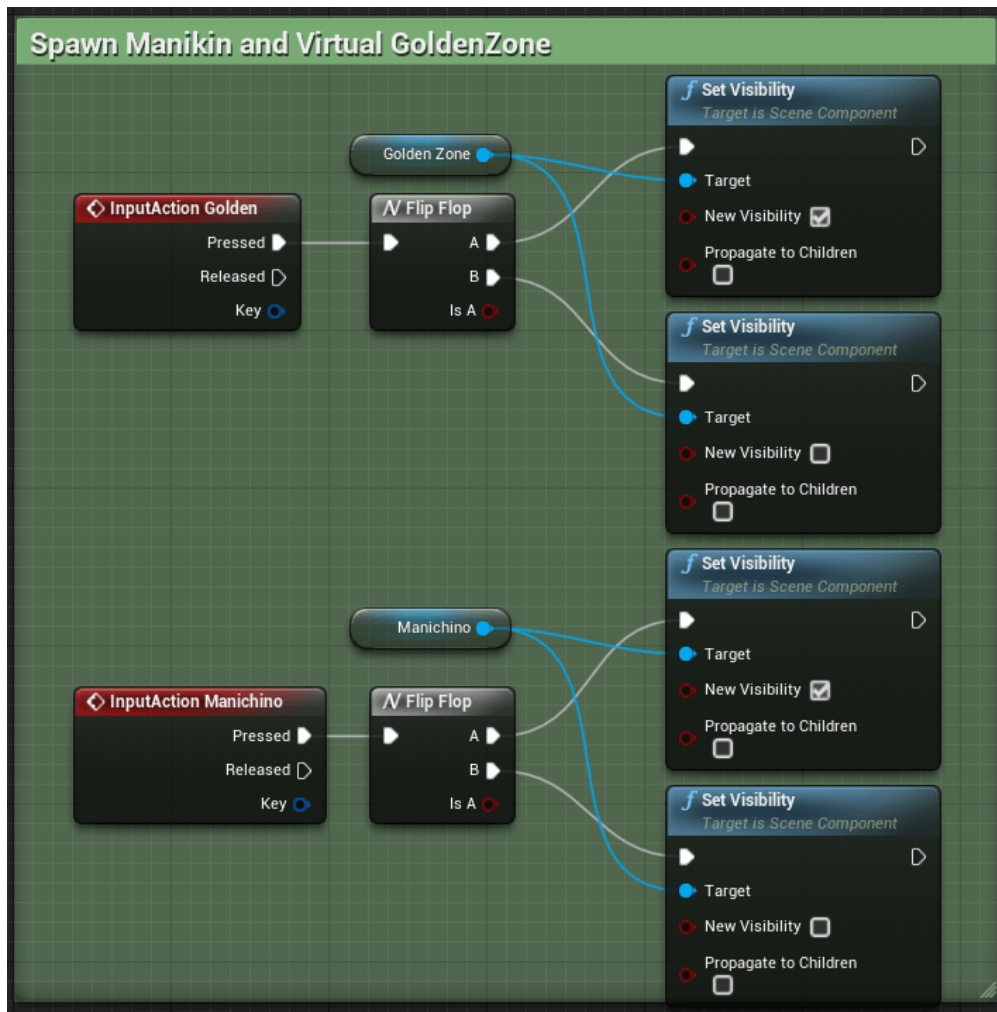 Spawn Manikin and Virtual GoldenZone
Golden Zone
InputAction Golden
Pressed
Released
Key
Flip Flop
A
B
Is A
Set Visibility
Target is Scene Component
Target
New Visibility
Propagate to Children
Set Visibility
Target is Scene Component
Target
New Visibility
Propagate to Children
Manichino
InputAction Manichino
Pressed
Released
Key
Flip Flop
A
B
Is A
Set Visibility
Target is Scene Component
Target
New Visibility
Propagate to Children
Set Visibility
Target is Scene Component
Target
New Visibility
Propagate to Children